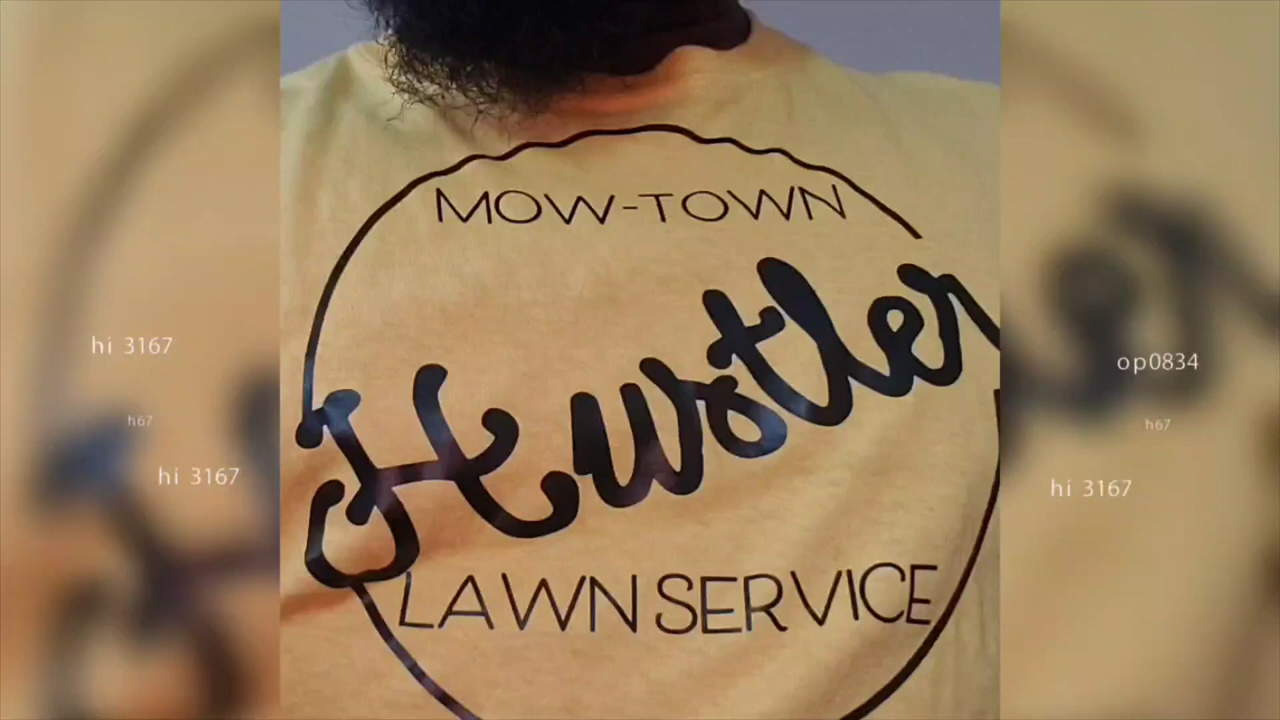 MOW-TOWN
Hustler
LAWN SERVICE
hi 3167
h67
hi 3167
op0834
h67
hi 3167